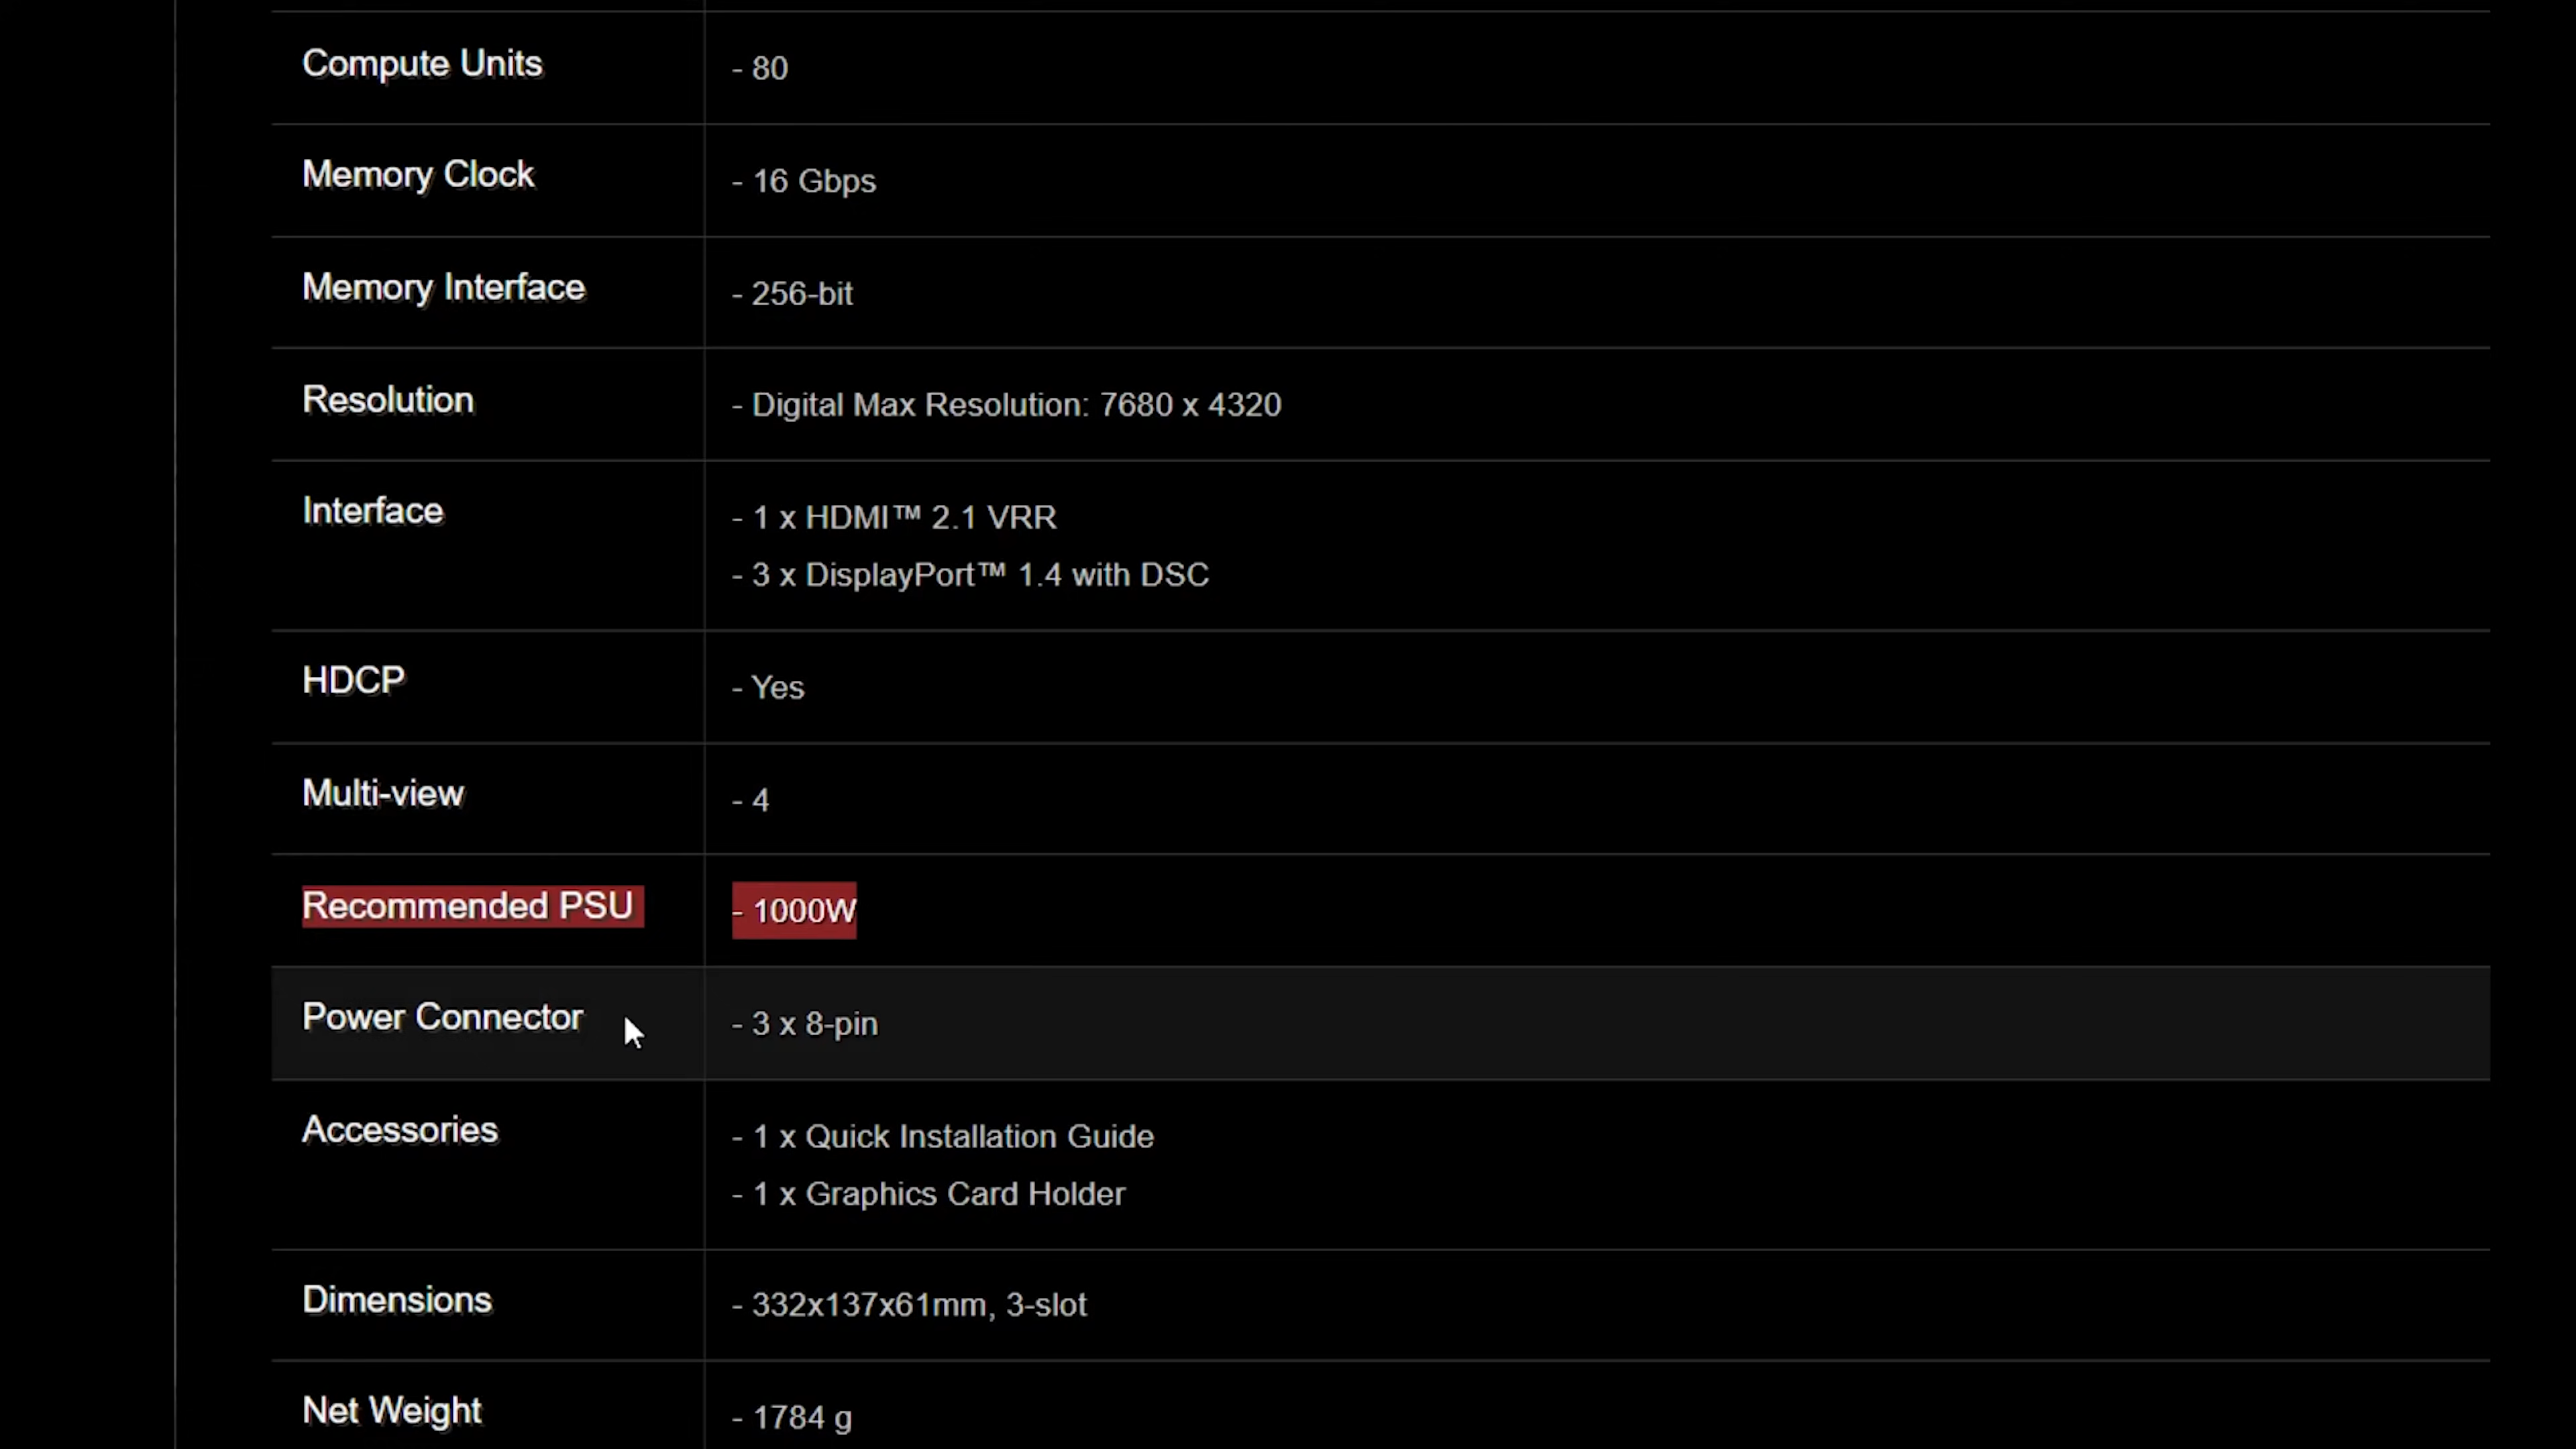 Compute Units
- 80
Memory Clock
- 16 Gbps
Memory Interface
- 256-bit
Resolution
- Digital Max Resolution: 7680 x 4320
Interface
- 1 x HDMI™ 2.1 VRR
- 3 x DisplayPort™ 1.4 with DSC
HDCP
- Yes
Multi-view
- 4
Recommended PSU
- 1000W
Power Connector
- 3 x 8-pin
Accessories
- 1 x Quick Installation Guide
- 1 x Graphics Card Holder
Dimensions
- 332x137x61mm, 3-slot
Net Weight
- 1784 g